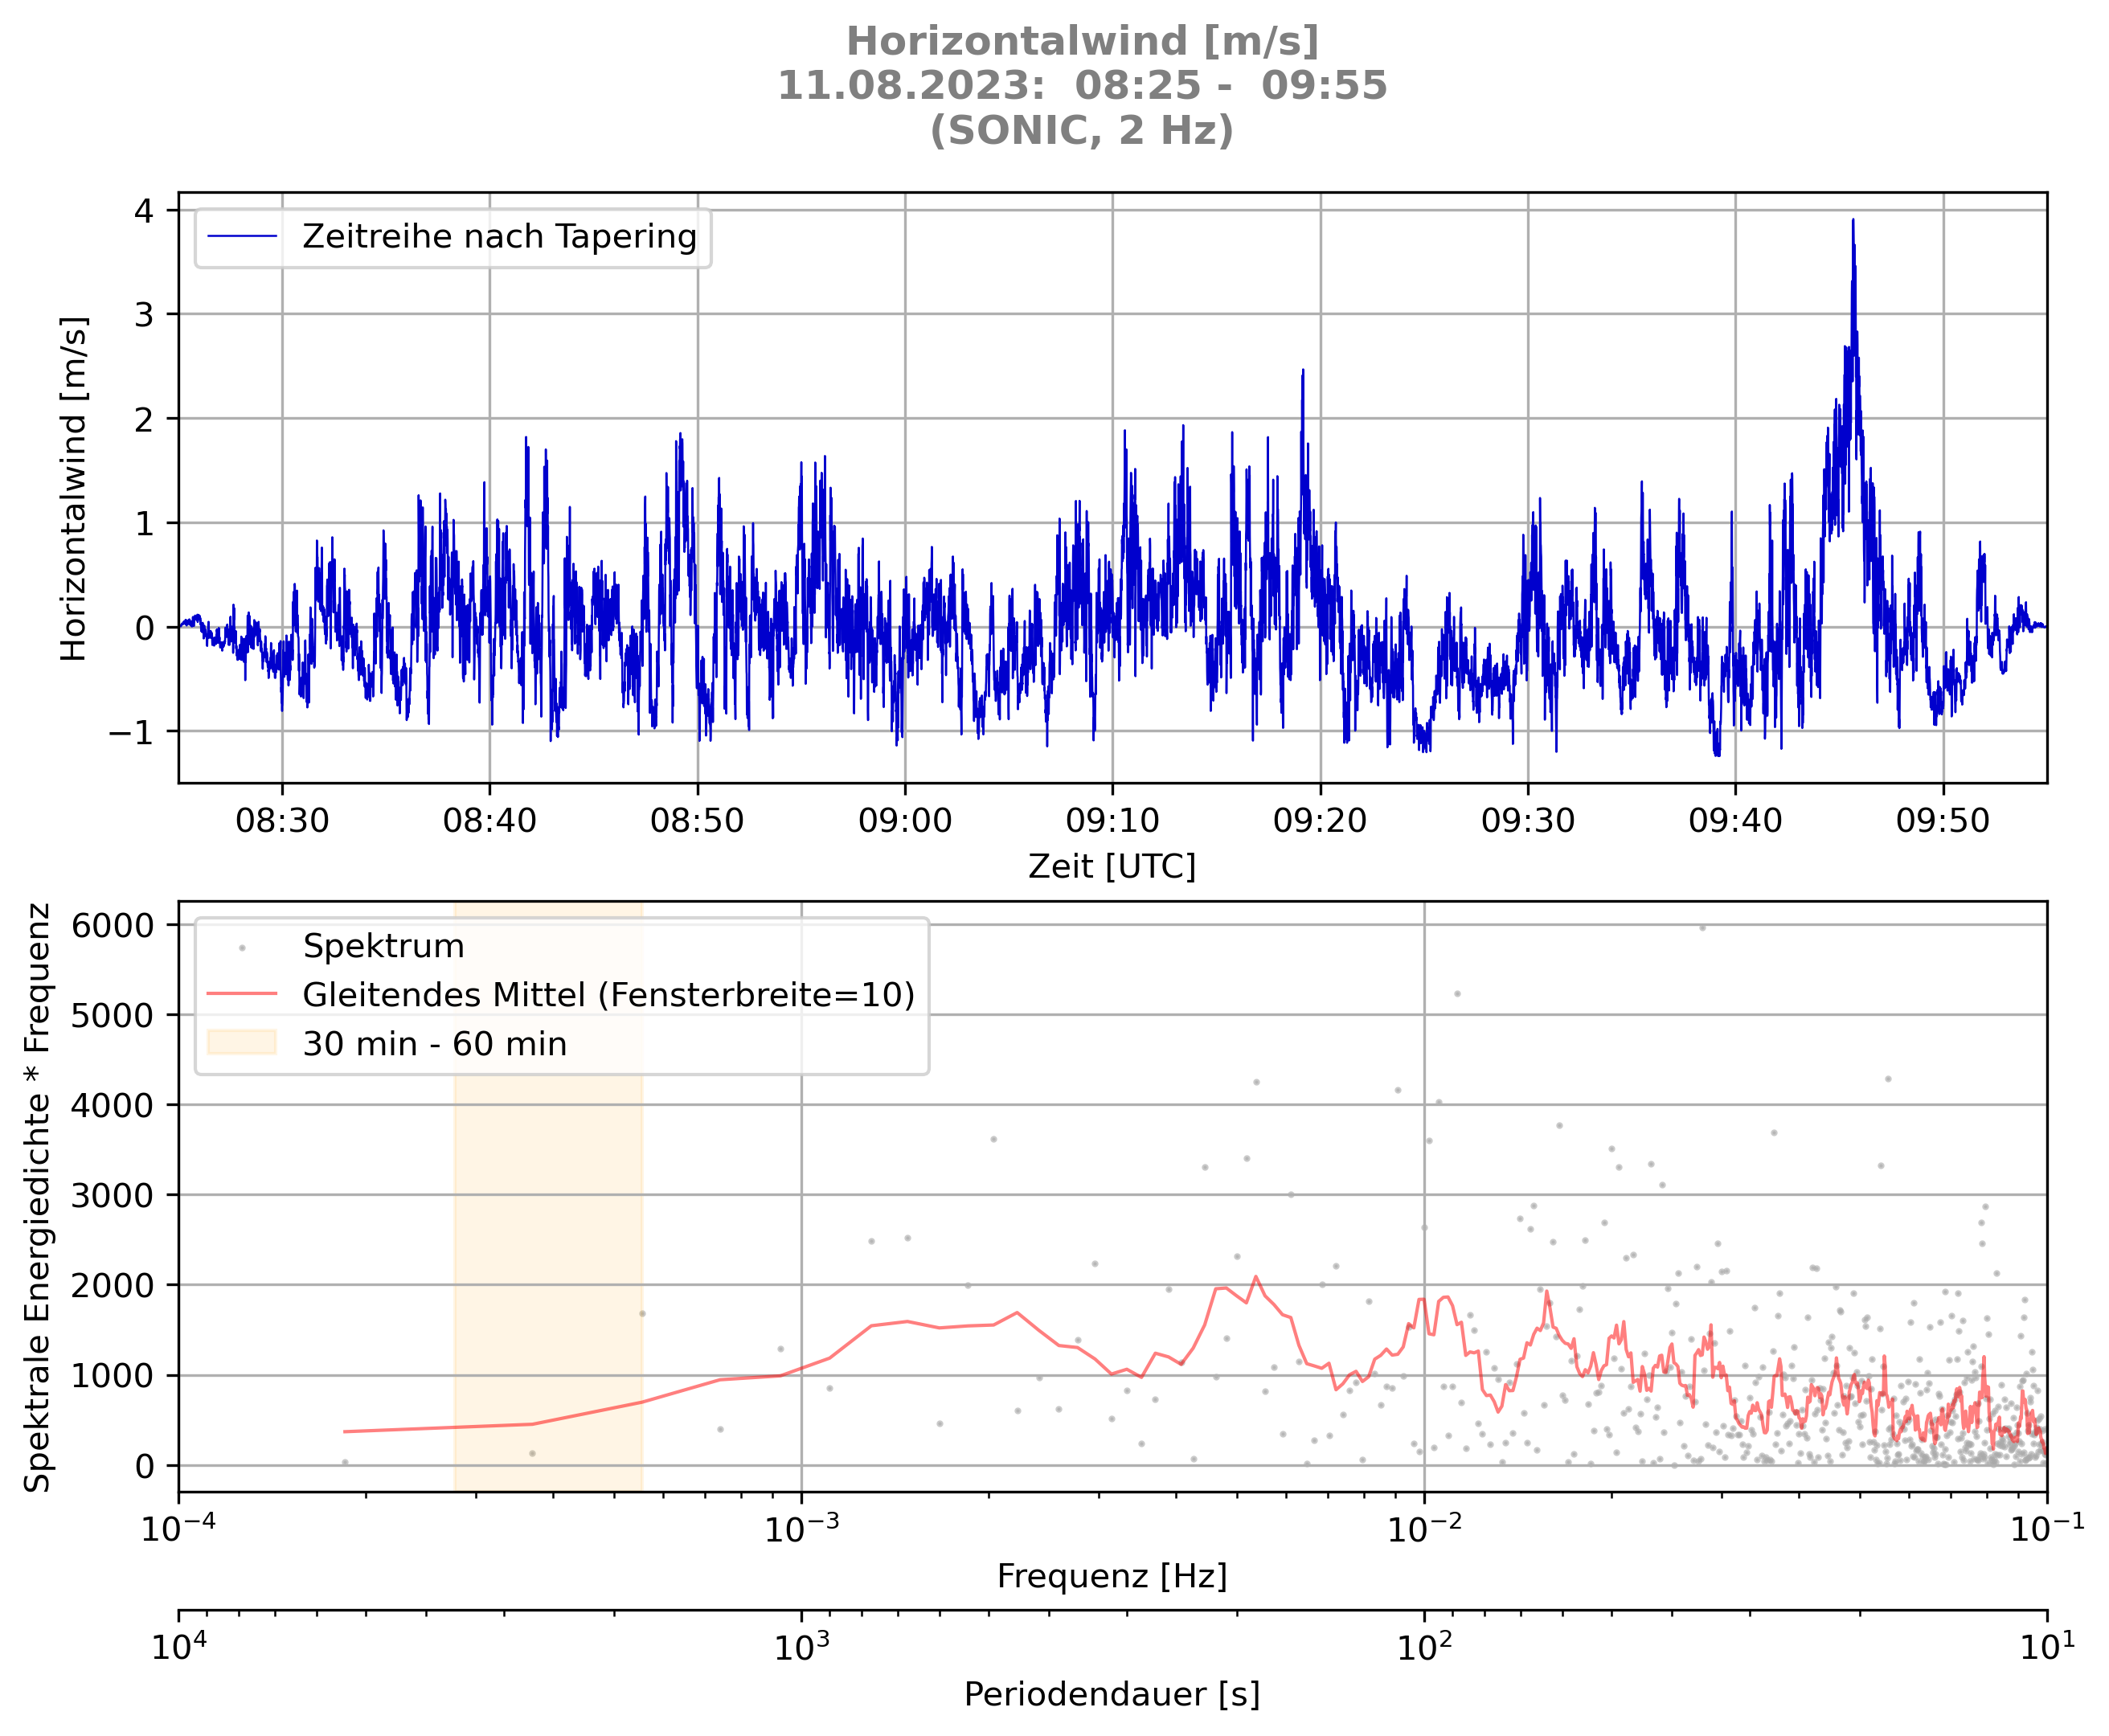 Horizontalwind [m/s]
11.08.2023:  08:25 -  09:55
(SONIC, 2 Hz)
Zeitreihe nach Tapering
Horizontalwind [m/s]
4
3
2
1
0
−1
08:30 08:40 08:50 09:00 09:10 09:20 09:30 09:40 09:50
Zeit [UTC]
Spektrum
Gleitendes Mittel (Fensterbreite=10)
30 min - 60 min
Spektrale Energiedichte * Frequenz
6000
5000
4000
3000
2000
1000
0
10⁻⁴ 10⁻³ 10⁻² 10⁻¹
Frequenz [Hz]
10⁴ 10³ 10² 10¹
Periodendauer [s]